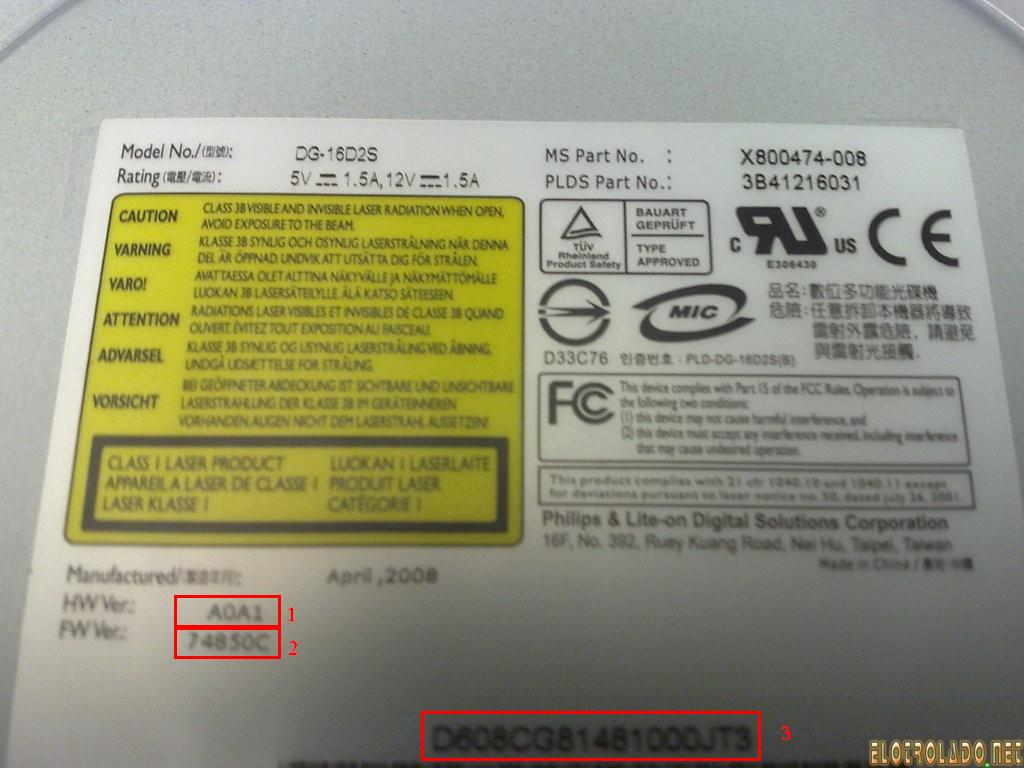 Model No./(型號): DG-16D2S
Rating (電壓/電流): 5V 1.5A,12V 1.5A
MS Part No. : X800474-008
PLDS Part No.: 3B41216031
CAUTION CLASS 3B VISIBLE AND INVISIBLE LASER RADIATION WHEN OPEN,
AVOID EXPOSURE TO THE BEAM.
VARNING KLASSE 3B SYNLIG OCH OSYNLIG LASERSTRÅLNING NÄR DENNA
DEL ÄR ÖPPNAD. UNDVIK ATT UTSÄTTA DIG FÖR STRÅLEN.
VARO! AVATTAESSA OLET ALTTINA NÄKYVÄLLE JA NÄKYMÄTTÖMÄLLE
LUOKAN 3B LASERSÄTEILYLLE. ÄLÄ KATSO SÄTEESEEN.
ATTENTION RADIATIONS LASER VISIBLES ET INVISIBLES DE CLASSE 3B QUAND
OUVERT. ÉVITEZ TOUT EXPOSITION AU FAISCEAU.
ADVARSEL KLASSE 3B SYNLIG OG USYNLIG LASERSTRÅLING VED ÅBNING.
UNDGÅ UDSÆTTELSE FOR STRÅLING.
VORSICHT BEI GEÖFFNETER ABDECKUNG IST SICHTBARE UND UNSICHTBARE
LASERSTRAHLUNG DER KLASSE 3B IM GERÄTEINNEREN
VORHANDEN. AUGEN NICHT DEM LASERSTRAHL AUSSETZEN!
CLASS 1 LASER PRODUCT LUOKAN 1 LASERLAITE
APPAREIL A LASER DE CLASSE 1 PRODUIT LASER
LASER KLASSE 1 CATÉGORIE 1
TÜV
Rheinland
Product Safety
BAUART
GEPRÜFT
TYPE
APPROVED
c RU® US
E306430
CE
D33C76
MIC
인증번호 : PLD-DG-16D2S(B)
品名: 數位多功能光碟機
危險: 任意拆卸本機器將導致
雷射外露危險, 請避免
與雷射光接觸.
FC This device complies with Part 15 of the FCC Rules. Operation is subject to
the following two conditions:
(1) this device may not cause harmful interference, and
(2) this device must accept any interference received, including interference
that may cause undesired operation.
This product complies with 21 cfr 1040.10 and 1040.11 except
for deviations pursuant to laser notice no. 50, dated july 26, 2001.
Philips & Lite-on Digital Solutions Corporation
16F, No. 392, Ruey Kuang Road, Nei Hu, Taipei, Taiwan
Made in China /
Manufactured/(製造年月): April ,2008
HW Ver.: A0A1 1
FW Ver.: 74850C 2
D608CG81481000JT3 3
ELOTROLADO.NET